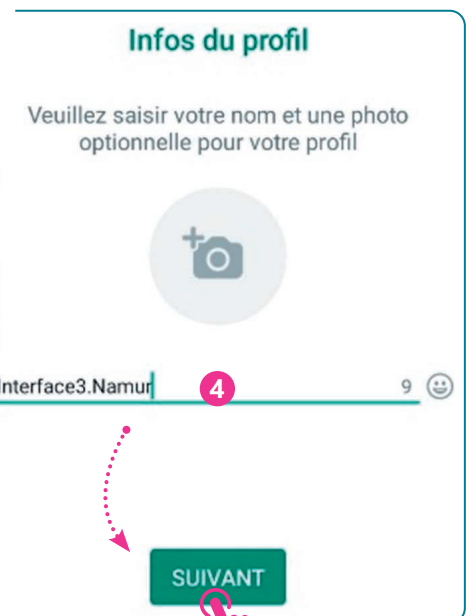 Infos du profil
Veuillez saisir votre nom et une photo
optionnelle pour votre profil
Interface3.Namur 4 9
SUIVANT